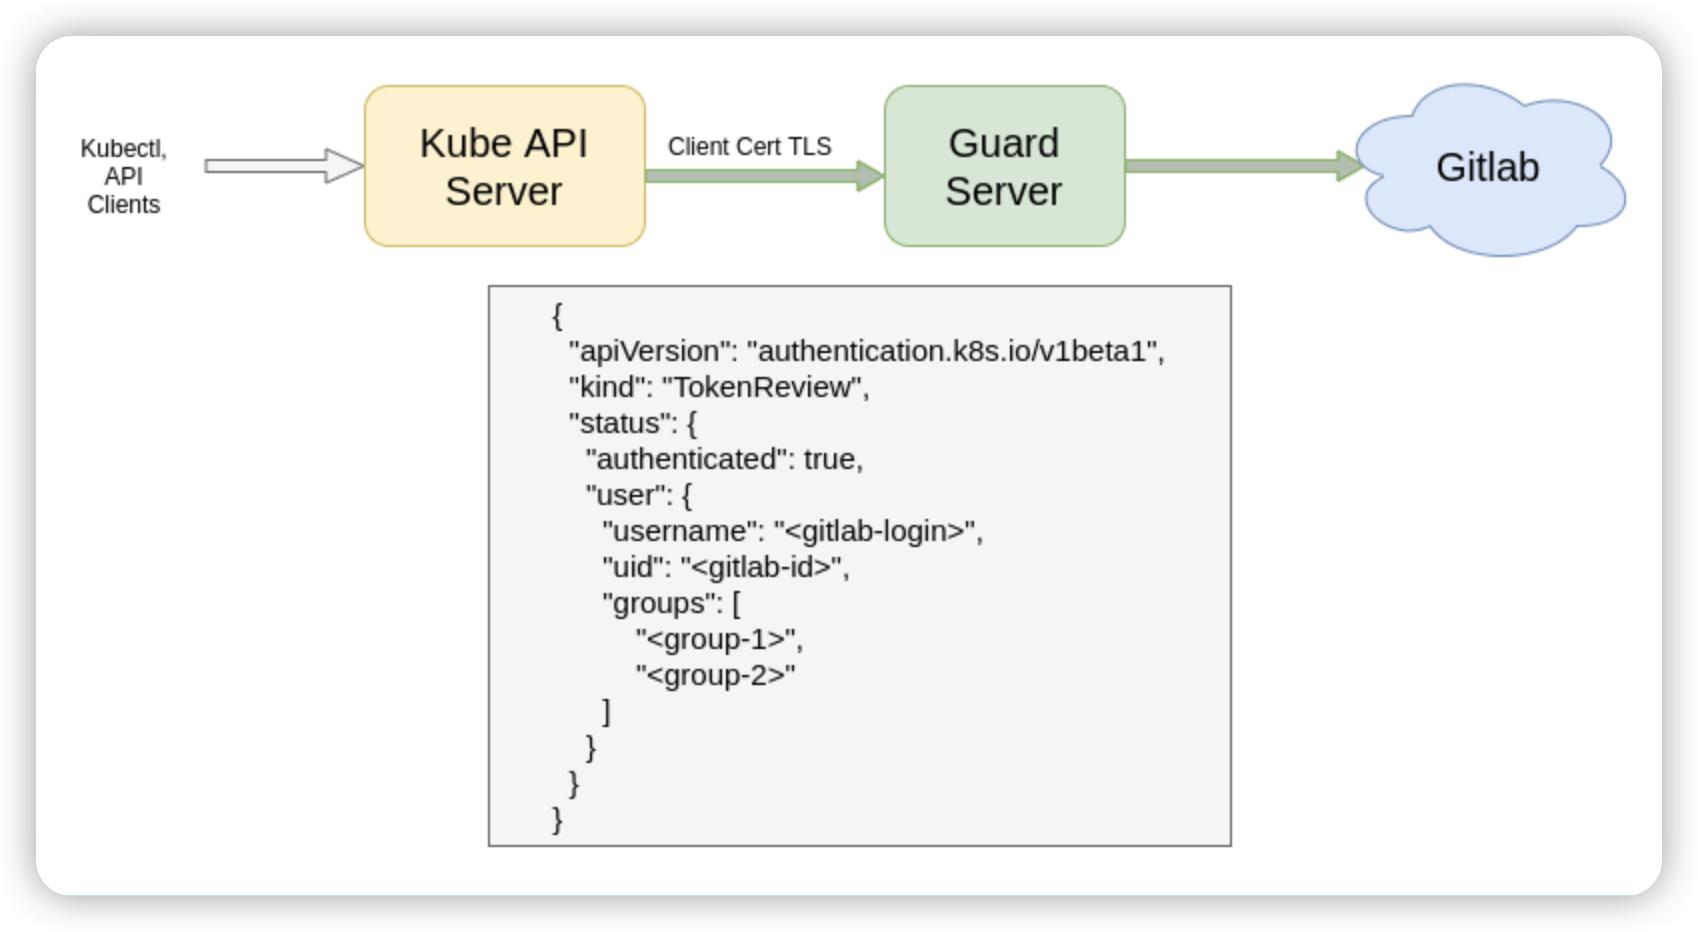 Kubectl,
API
Clients
Kube API
Server
Client Cert TLS
Guard
Server
Gitlab
{
"apiVersion": "authentication.k8s.io/v1beta1",
"kind": "TokenReview",
"status": {
"authenticated": true,
"user": {
"username": "<gitlab-login>",
"uid": "<gitlab-id>",
"groups": [
"<group-1>",
"<group-2>"
]
}
}
}